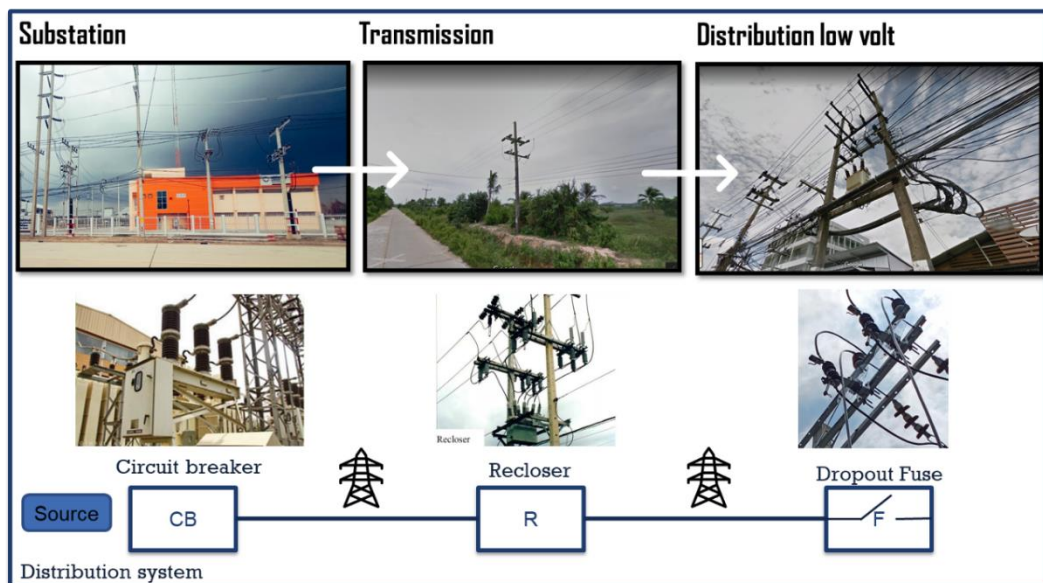 Substation
Transmission
Distribution low volt
Recloser
Circuit breaker
Recloser
Dropout Fuse
Source
CB
R
F
Distribution system